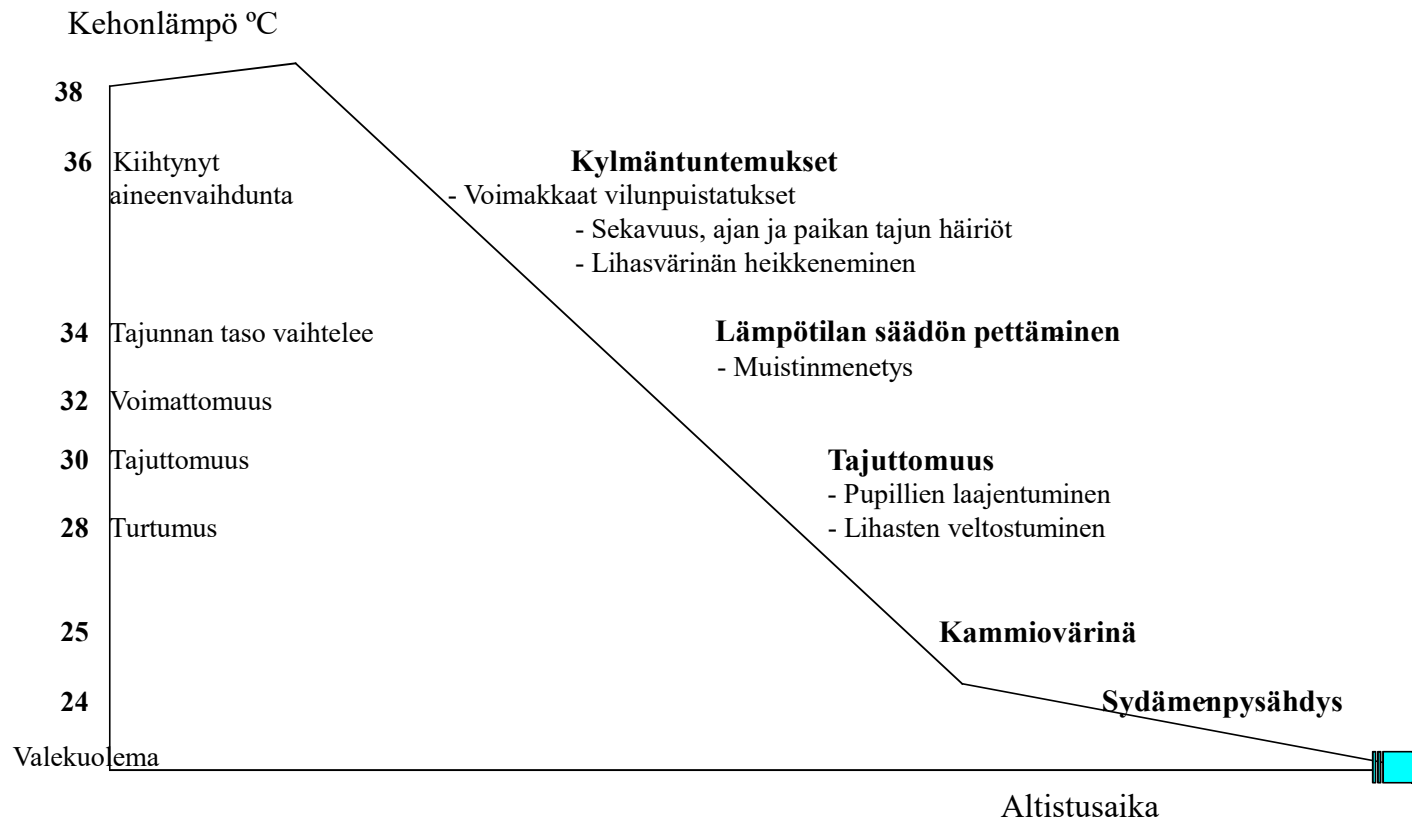 Kehonlämpö ºC
38
36 Kiihtynyt Kylmäntuntemukset
aineenvaihdunta - Voimakkaat vilunpuistatukset
- Sekavuus, ajan ja paikan tajun häiriöt
- Lihasvärinän heikkeneminen
34 Tajunnan taso vaihtelee Lämpötilan säädön pettäminen
- Muistinmenetys
32 Voimattomuus
30 Tajuttomuus Tajuttomuus
- Pupillien laajentuminen
28 Turtumus - Lihasten veltostuminen
25 Kammiovärinä
24 Sydämenpysähdys
Valekuolema
Altistusaika